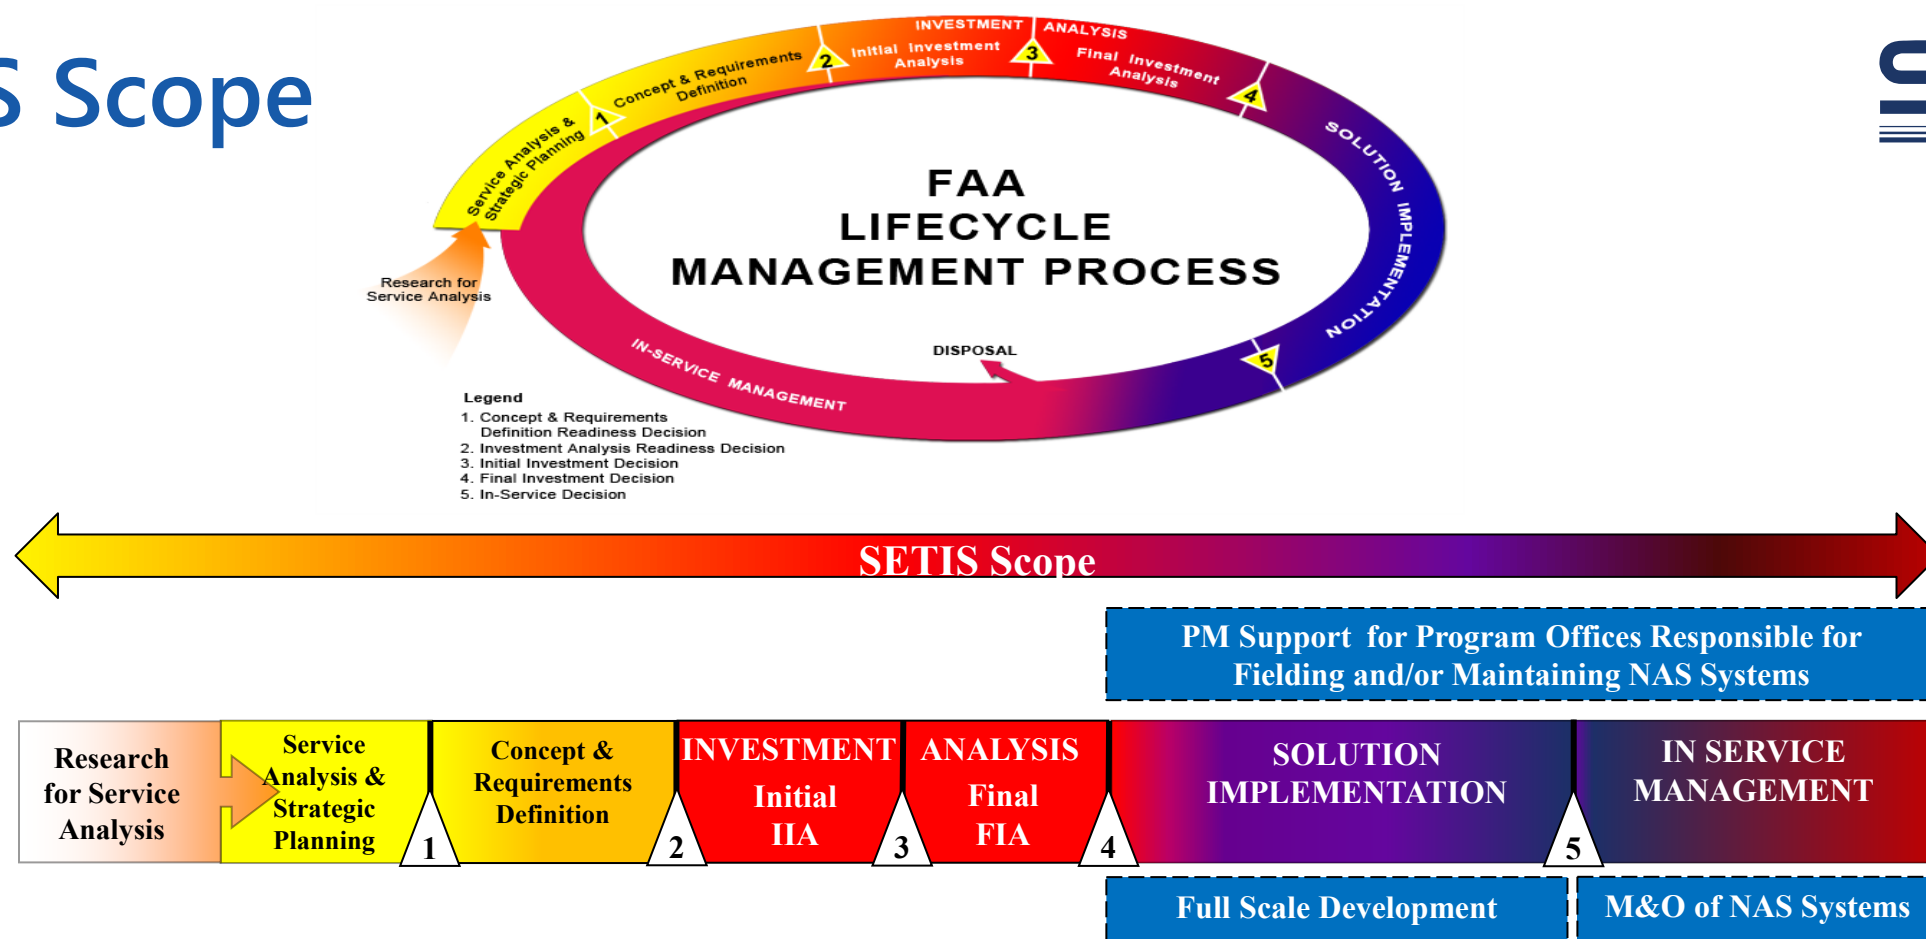 S Scope
INVESTMENT ANALYSIS
Initial Investment
Analysis
Final Investment
Analysis
Concept & Requirements
Definition
Service Analysis &
Strategic Planning
1
2
3
4
5
SOLUTION IMPLEMENTATION
FAA
LIFECYCLE
MANAGEMENT PROCESS
Research for
Service Analysis
DISPOSAL
IN-SERVICE MANAGEMENT
Legend
1. Concept & Requirements
Definition Readiness Decision
2. Investment Analysis Readiness Decision
3. Initial Investment Decision
4. Final Investment Decision
5. In-Service Decision
SETIS Scope
PM Support for Program Offices Responsible for
Fielding and/or Maintaining NAS Systems
Research
for Service
Analysis
Service
Analysis &
Strategic
Planning
Concept &
Requirements
Definition
INVESTMENT
Initial
IIA
ANALYSIS
Final
FIA
SOLUTION
IMPLEMENTATION
IN SERVICE
MANAGEMENT
1
2
3
4
5
Full Scale Development
M&O of NAS Systems